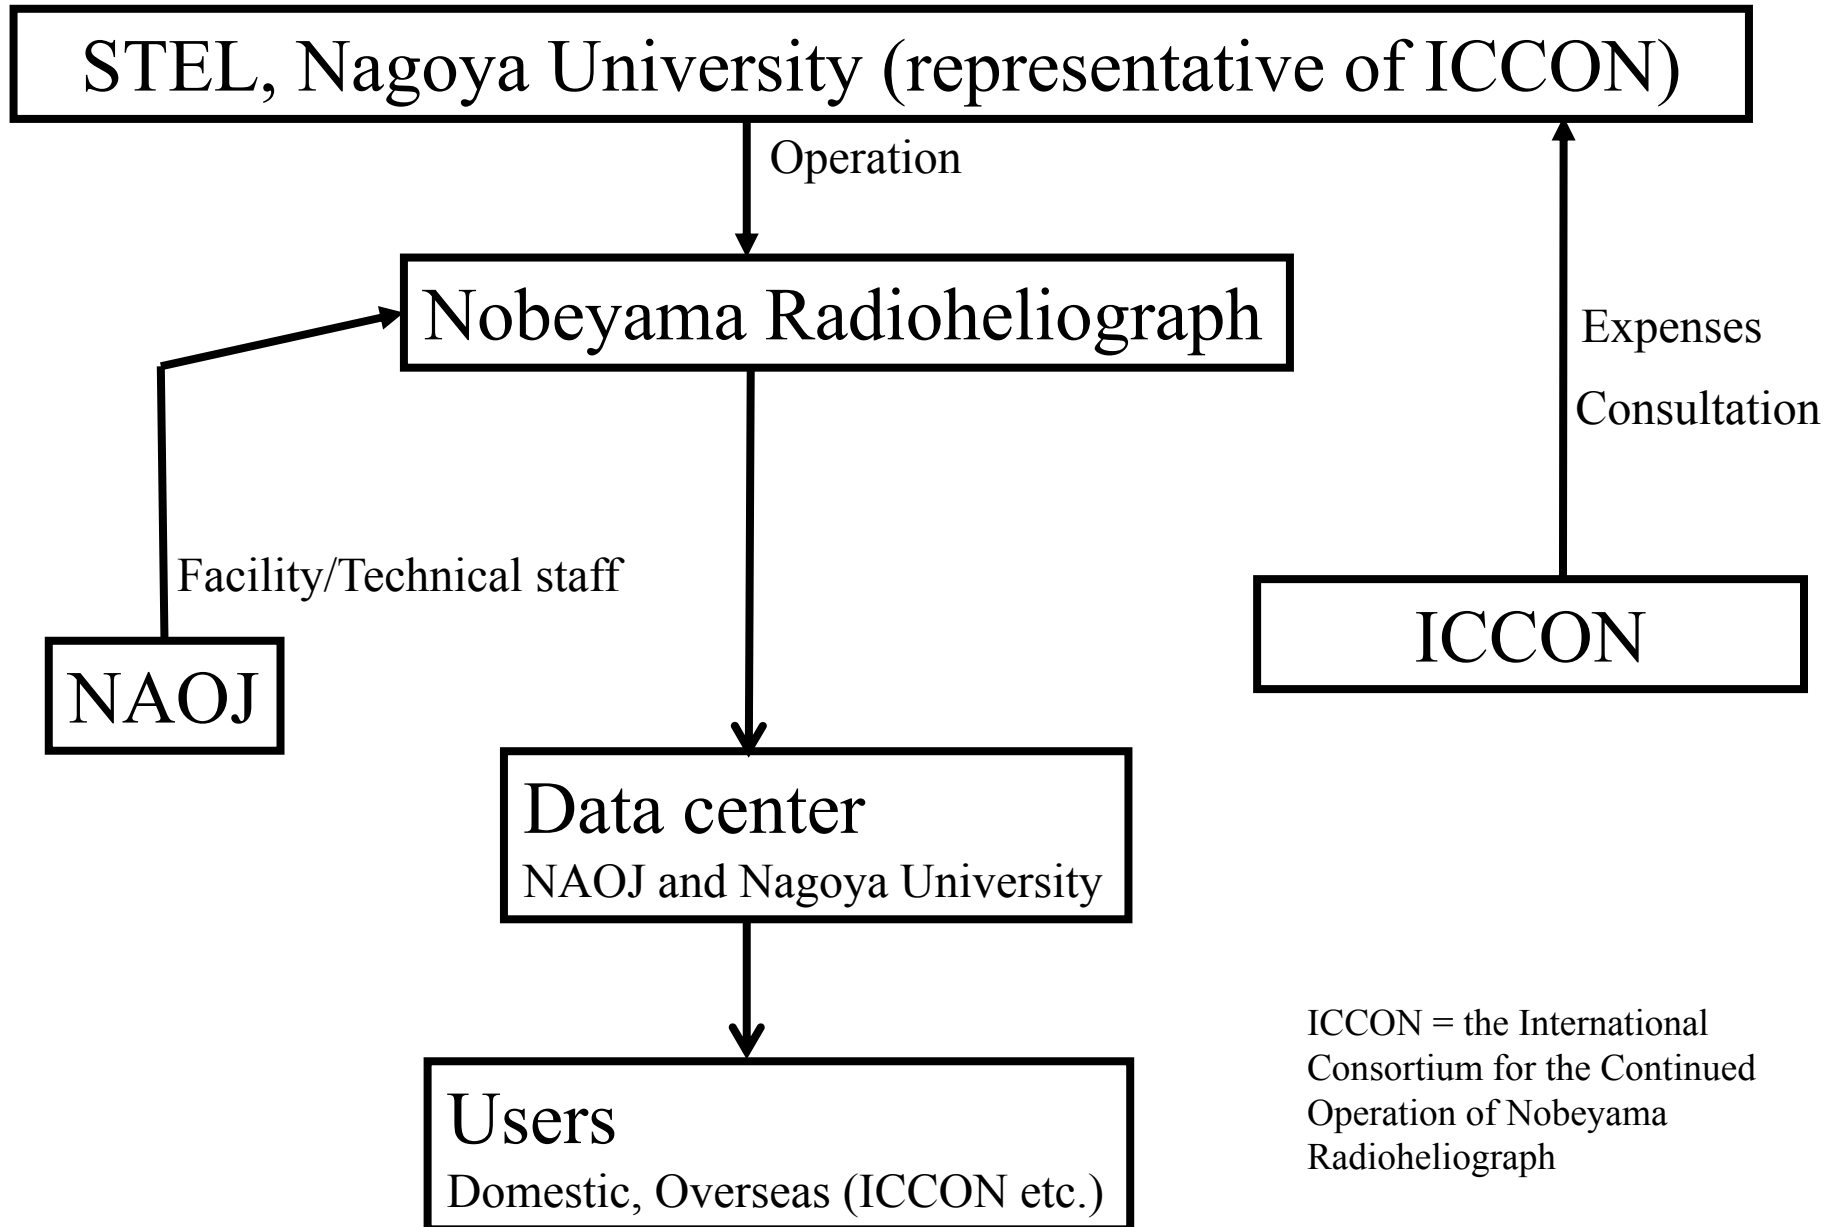 STEL, Nagoya University (representative of ICCON)
Operation
Nobeyama Radioheliograph
Expenses
Consultation
Facility/Technical staff
ICCON
NAOJ
Data center
NAOJ and Nagoya University
Users
Domestic, Overseas (ICCON etc.)
ICCON = the International
Consortium for the Continued
Operation of Nobeyama
Radioheliograph